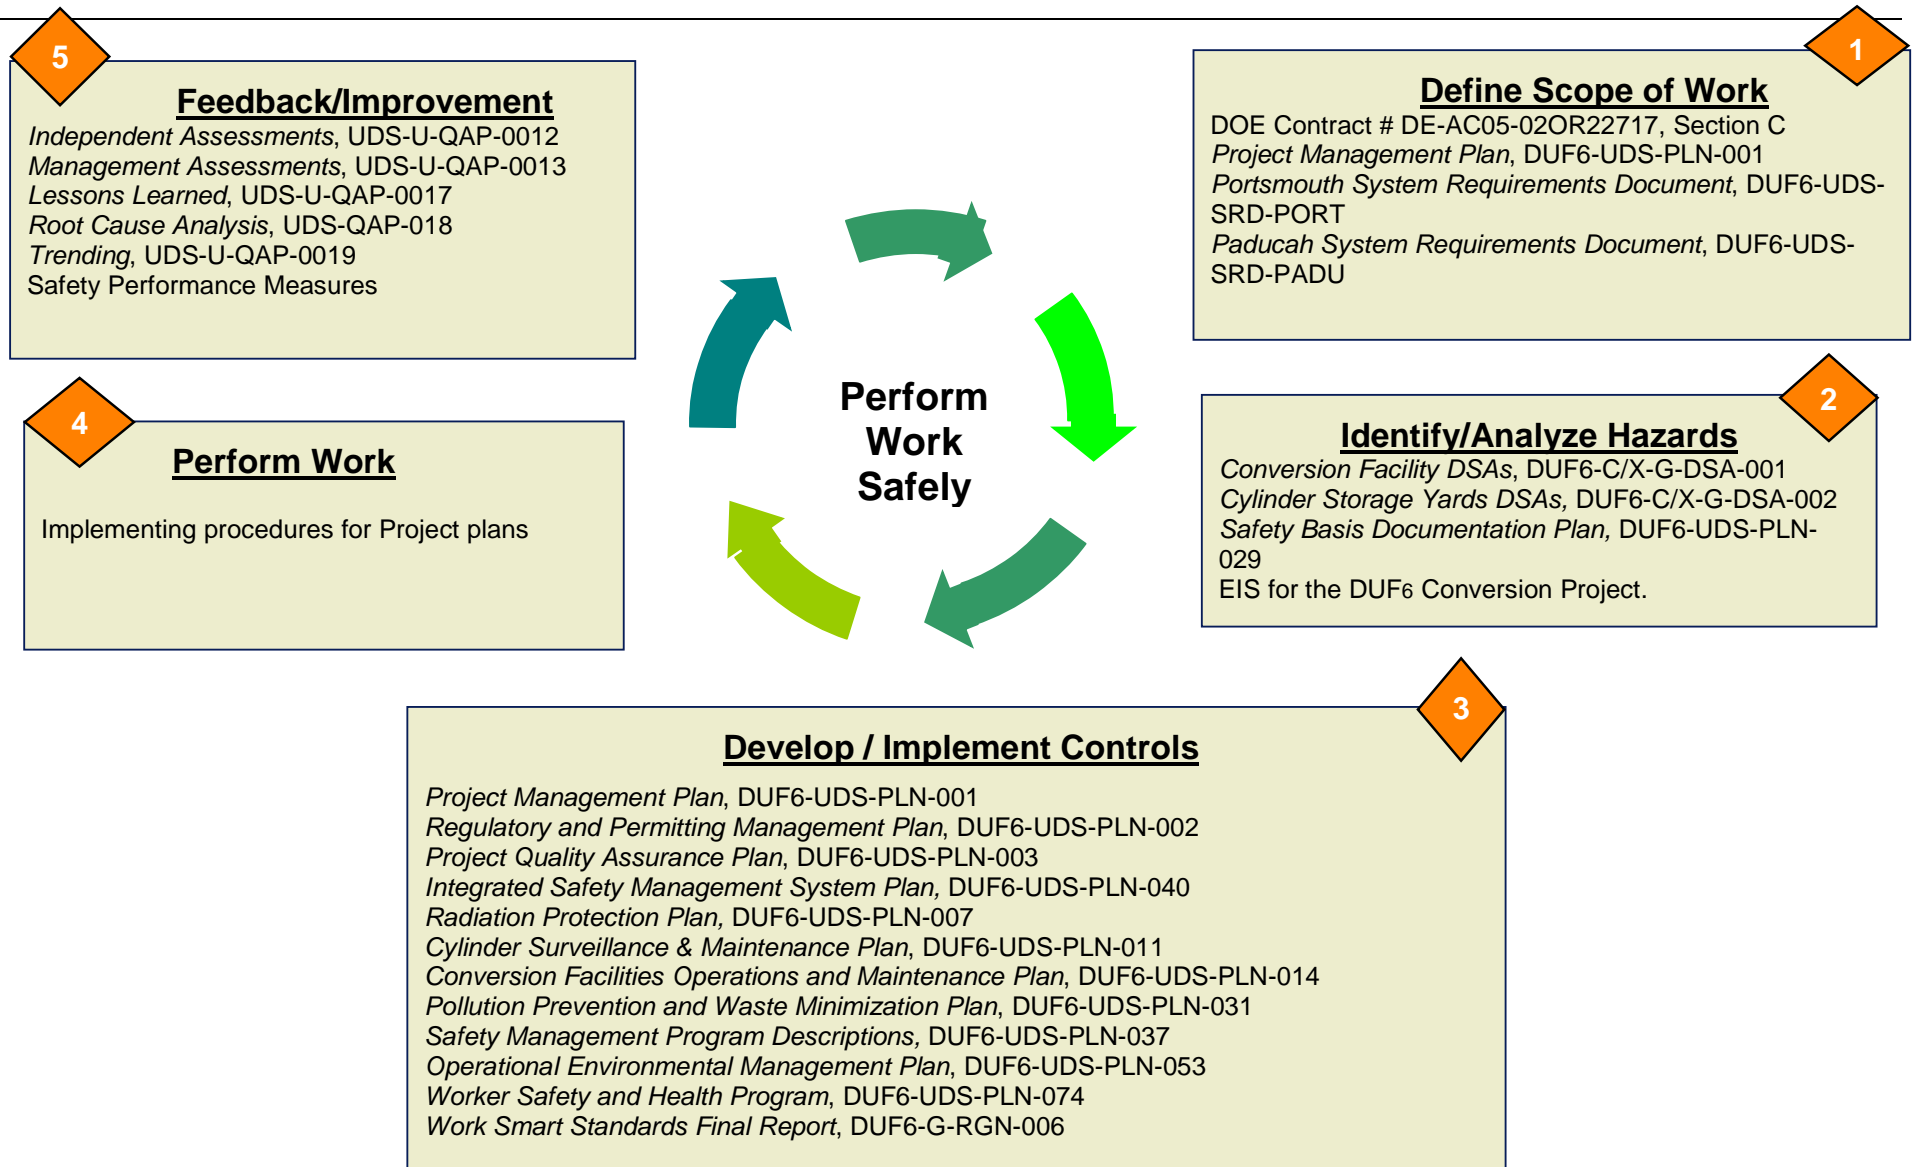 5
Feedback/Improvement
Independent Assessments, UDS-U-QAP-0012
Management Assessments, UDS-U-QAP-0013
Lessons Learned, UDS-U-QAP-0017
Root Cause Analysis, UDS-QAP-018
Trending, UDS-U-QAP-0019
Safety Performance Measures
1
Define Scope of Work
DOE Contract # DE-AC05-02OR22717, Section C
Project Management Plan, DUF6-UDS-PLN-001
Portsmouth System Requirements Document, DUF6-UDS-
SRD-PORT
Paducah System Requirements Document, DUF6-UDS-
SRD-PADU
4
Perform Work
Implementing procedures for Project plans
Perform
Work
Safely
2
Identify/Analyze Hazards
Conversion Facility DSAs, DUF6-C/X-G-DSA-001
Cylinder Storage Yards DSAs, DUF6-C/X-G-DSA-002
Safety Basis Documentation Plan, DUF6-UDS-PLN-
029
EIS for the DUF6 Conversion Project.
3
Develop / Implement Controls
Project Management Plan, DUF6-UDS-PLN-001
Regulatory and Permitting Management Plan, DUF6-UDS-PLN-002
Project Quality Assurance Plan, DUF6-UDS-PLN-003
Integrated Safety Management System Plan, DUF6-UDS-PLN-040
Radiation Protection Plan, DUF6-UDS-PLN-007
Cylinder Surveillance & Maintenance Plan, DUF6-UDS-PLN-011
Conversion Facilities Operations and Maintenance Plan, DUF6-UDS-PLN-014
Pollution Prevention and Waste Minimization Plan, DUF6-UDS-PLN-031
Safety Management Program Descriptions, DUF6-UDS-PLN-037
Operational Environmental Management Plan, DUF6-UDS-PLN-053
Worker Safety and Health Program, DUF6-UDS-PLN-074
Work Smart Standards Final Report, DUF6-G-RGN-006